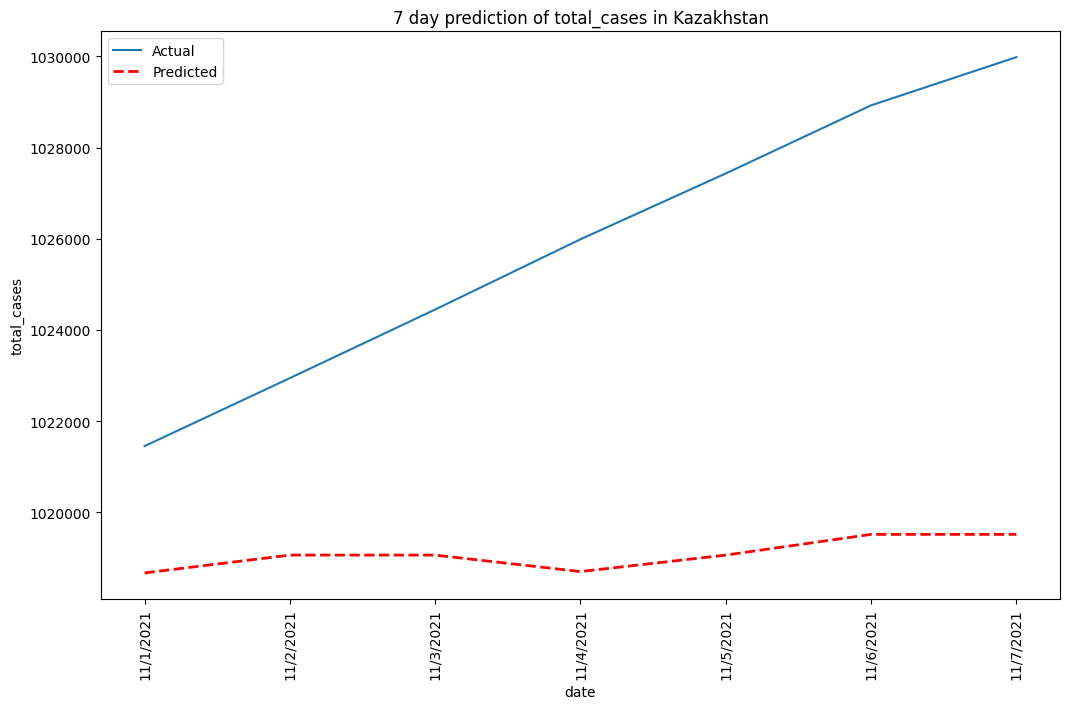 7 day prediction of total_cases in Kazakhstan
Actual
Predicted
1030000
1028000
1026000
1024000
1022000
1020000
total_cases
11/1/2021
11/2/2021
11/3/2021
11/4/2021
11/5/2021
11/6/2021
11/7/2021
date